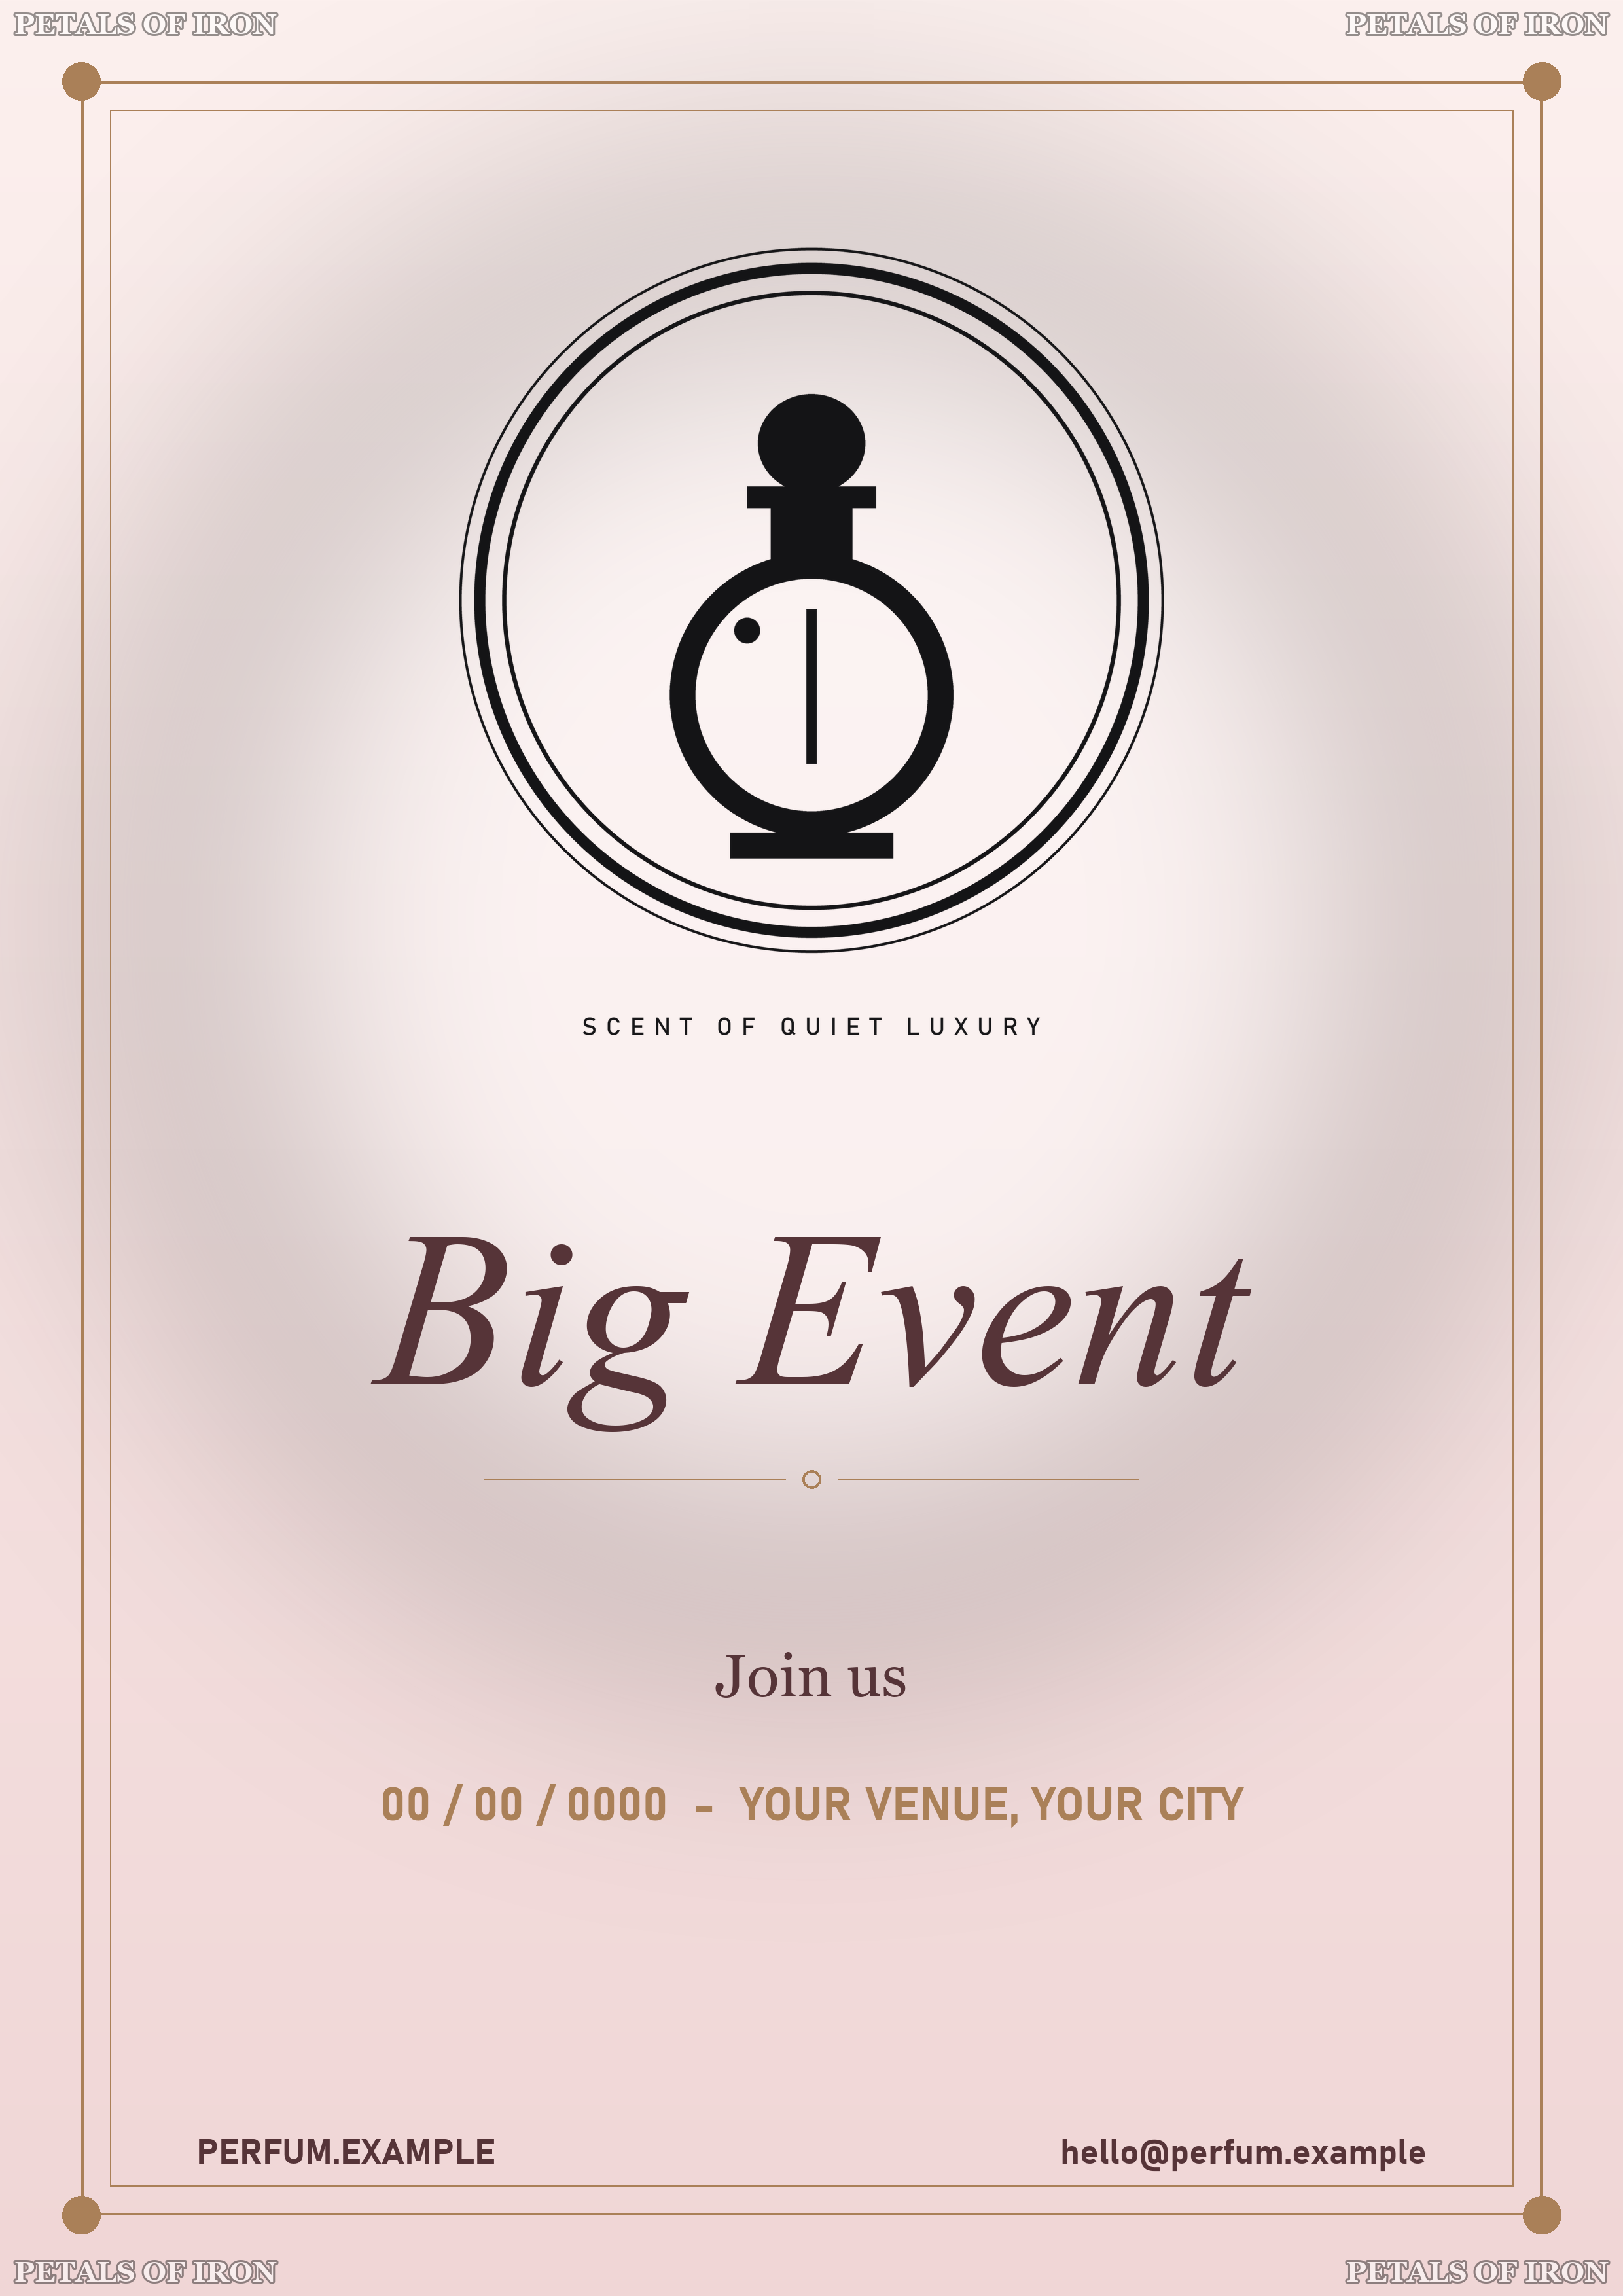 PETALS OF IRON
PETALS OF IRON
SCENT OF QUIET LUXURY
Big Event
Join us
00 / 00 / 0000 - YOUR VENUE, YOUR CITY
PERFUM.EXAMPLE
hello@perfum.example
PETALS OF IRON
PETALS OF IRON